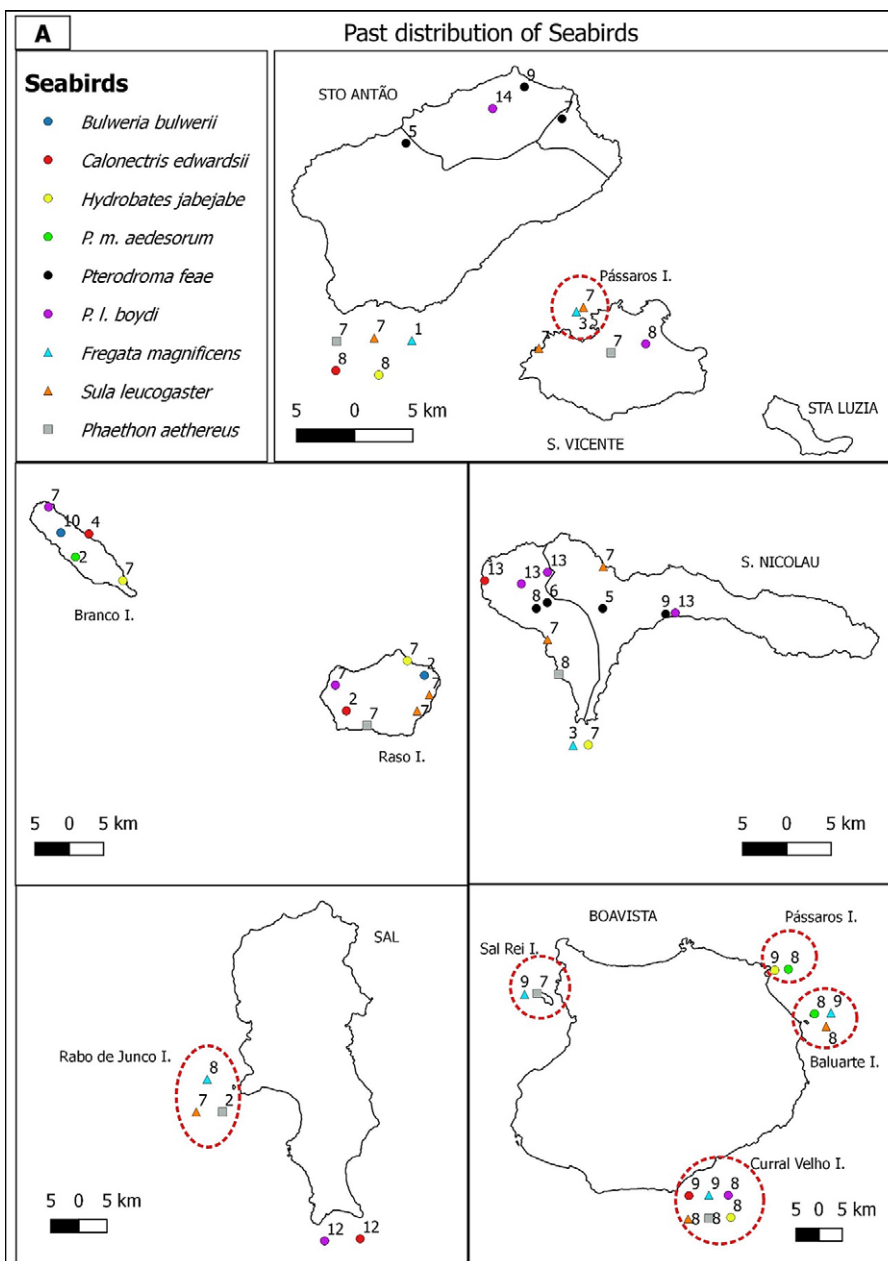 A
Past distribution of Seabirds
Seabirds
Bulweria bulwerii
Calonectris edwardsii
Hydrobates jabejabe
P. m. aedesorum
Pterodroma feae
P. l. boydi
Fregata magnificens
Sula leucogaster
Phaethon aethereus
STO ANTÃO
9
14
7
5
Pássaros I.
7
3
7
7
8
7
7
1
8
8
5 0 5 km
S. VICENTE
STA LUZIA
7
10
4
2
7
Branco I.
7
2
7
7
2
7
7
Raso I.
5 0 5 km
S. NICOLAU
7
13
13
13
8
6
5
9
13
7
8
3
7
5 0 5 km
SAL
Rabo de Junco I.
8
7
2
5 0 5 km
12
12
BOAVISTA
Sal Rei I.
9
7
Pássaros I.
9
8
8
9
8
Baluarte I.
Curral Velho I.
9
9
8
8
8
8
5 0 5 km